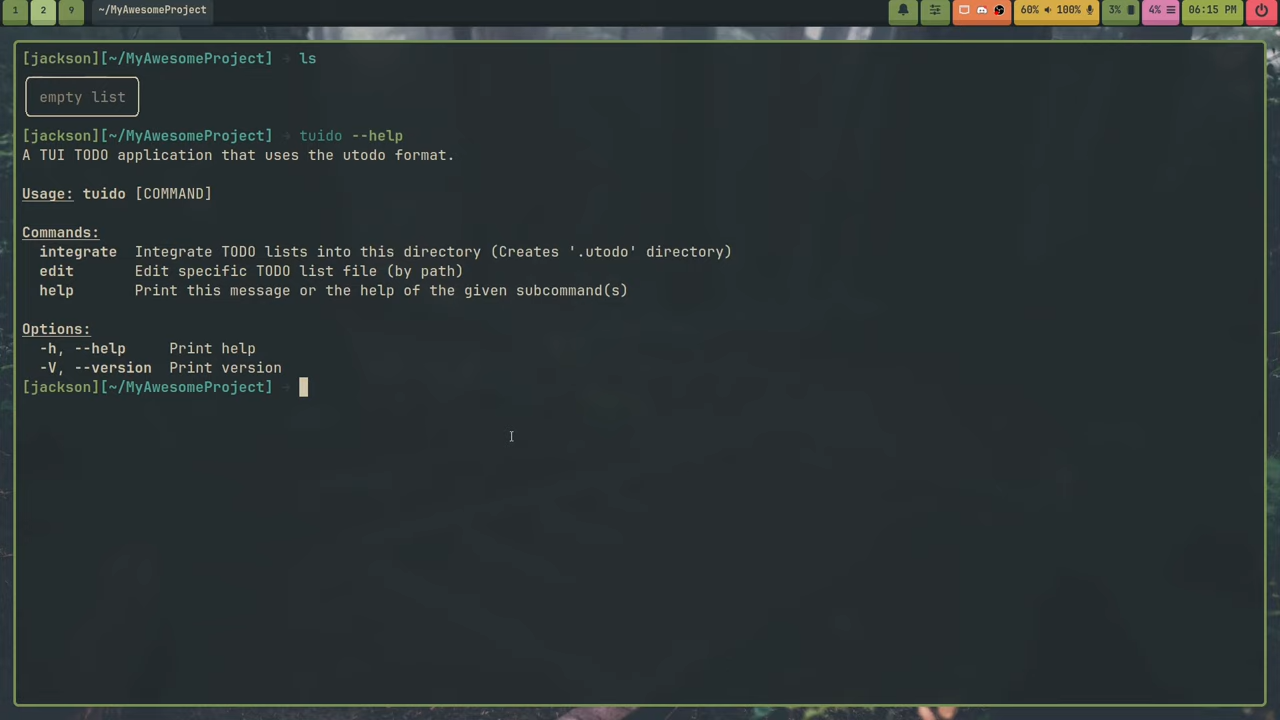 1 2 9 ~/MyAwesomeProject 60% 100% 3% 4% 06:15 PM
[jackson][~/MyAwesomeProject] → ls
empty list
[jackson][~/MyAwesomeProject] → tuido --help
A TUI TODO application that uses the utodo format.
Usage: tuido [COMMAND]
Commands:
integrate Integrate TODO lists into this directory (Creates '.utodo' directory)
edit Edit specific TODO list file (by path)
help Print this message or the help of the given subcommand(s)
Options:
-h, --help Print help
-V, --version Print version
[jackson][~/MyAwesomeProject] →